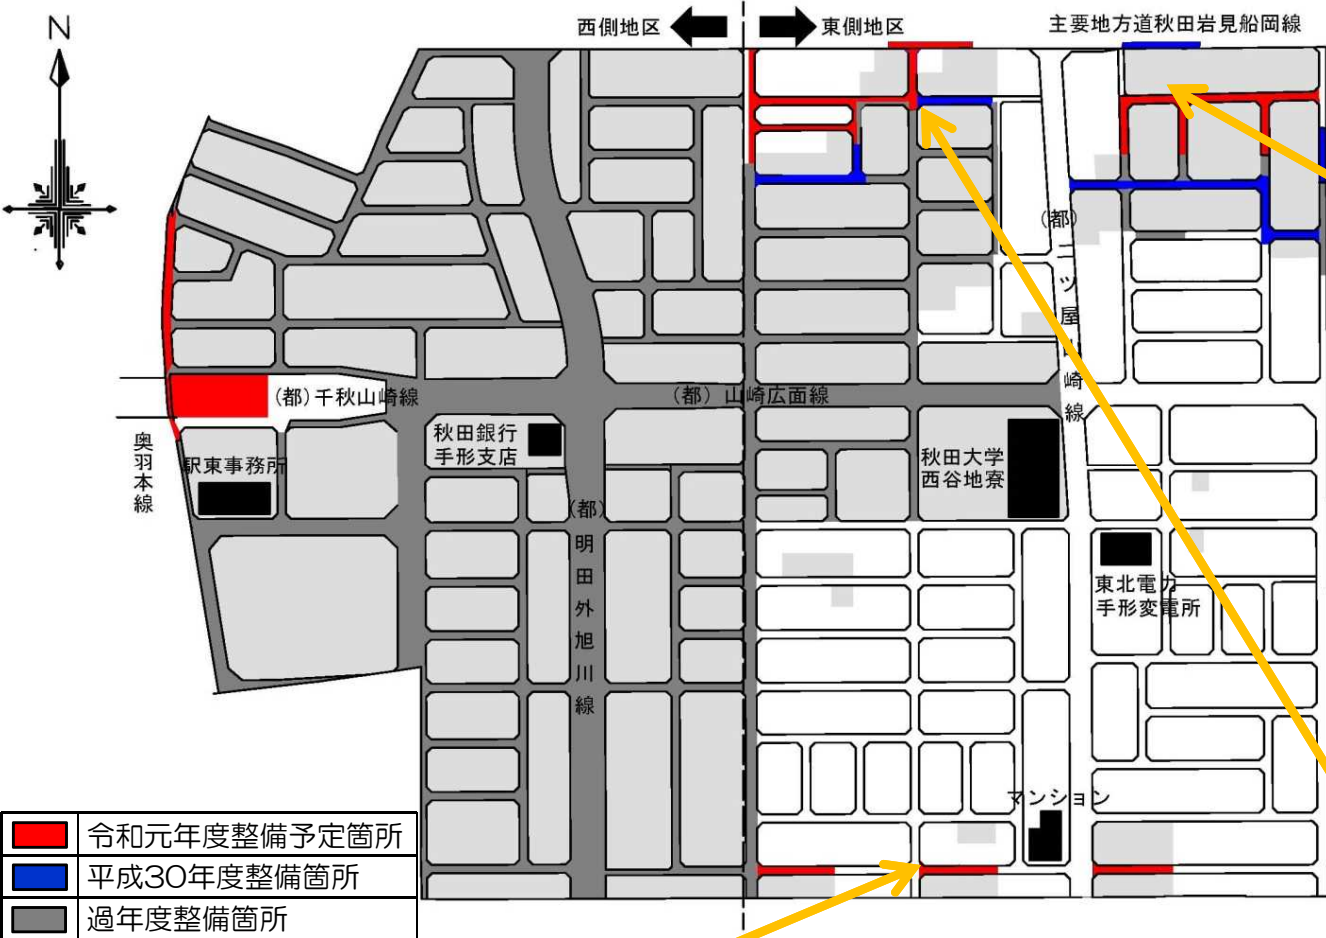 N
西側地区
東側地区
主要地方道秋田岩見船岡線
(都)二ツ屋山崎線
(都)千秋山崎線
(都)山崎広面線
奥羽本線
駅東事務所
秋田銀行
手形支店
秋田大学
西谷地寮
(都)明田外旭川線
東北電力
手形変電所
マンション
令和元年度整備予定箇所
平成30年度整備箇所
過年度整備箇所